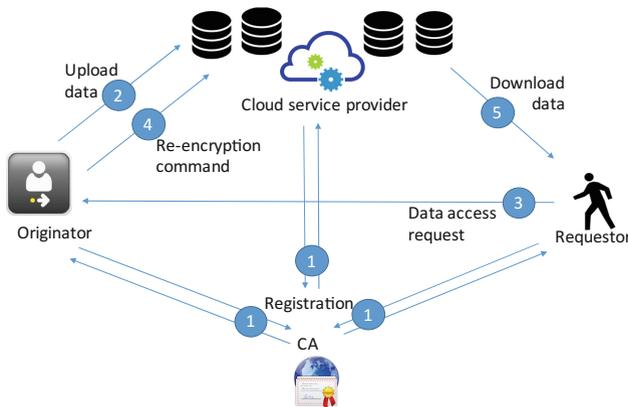 Upload
data
2
4
Re-encryption
command
Cloud service provider
Download
data
5
Originator
Data access
request
3
Requestor
1
Registration
1
1
CA